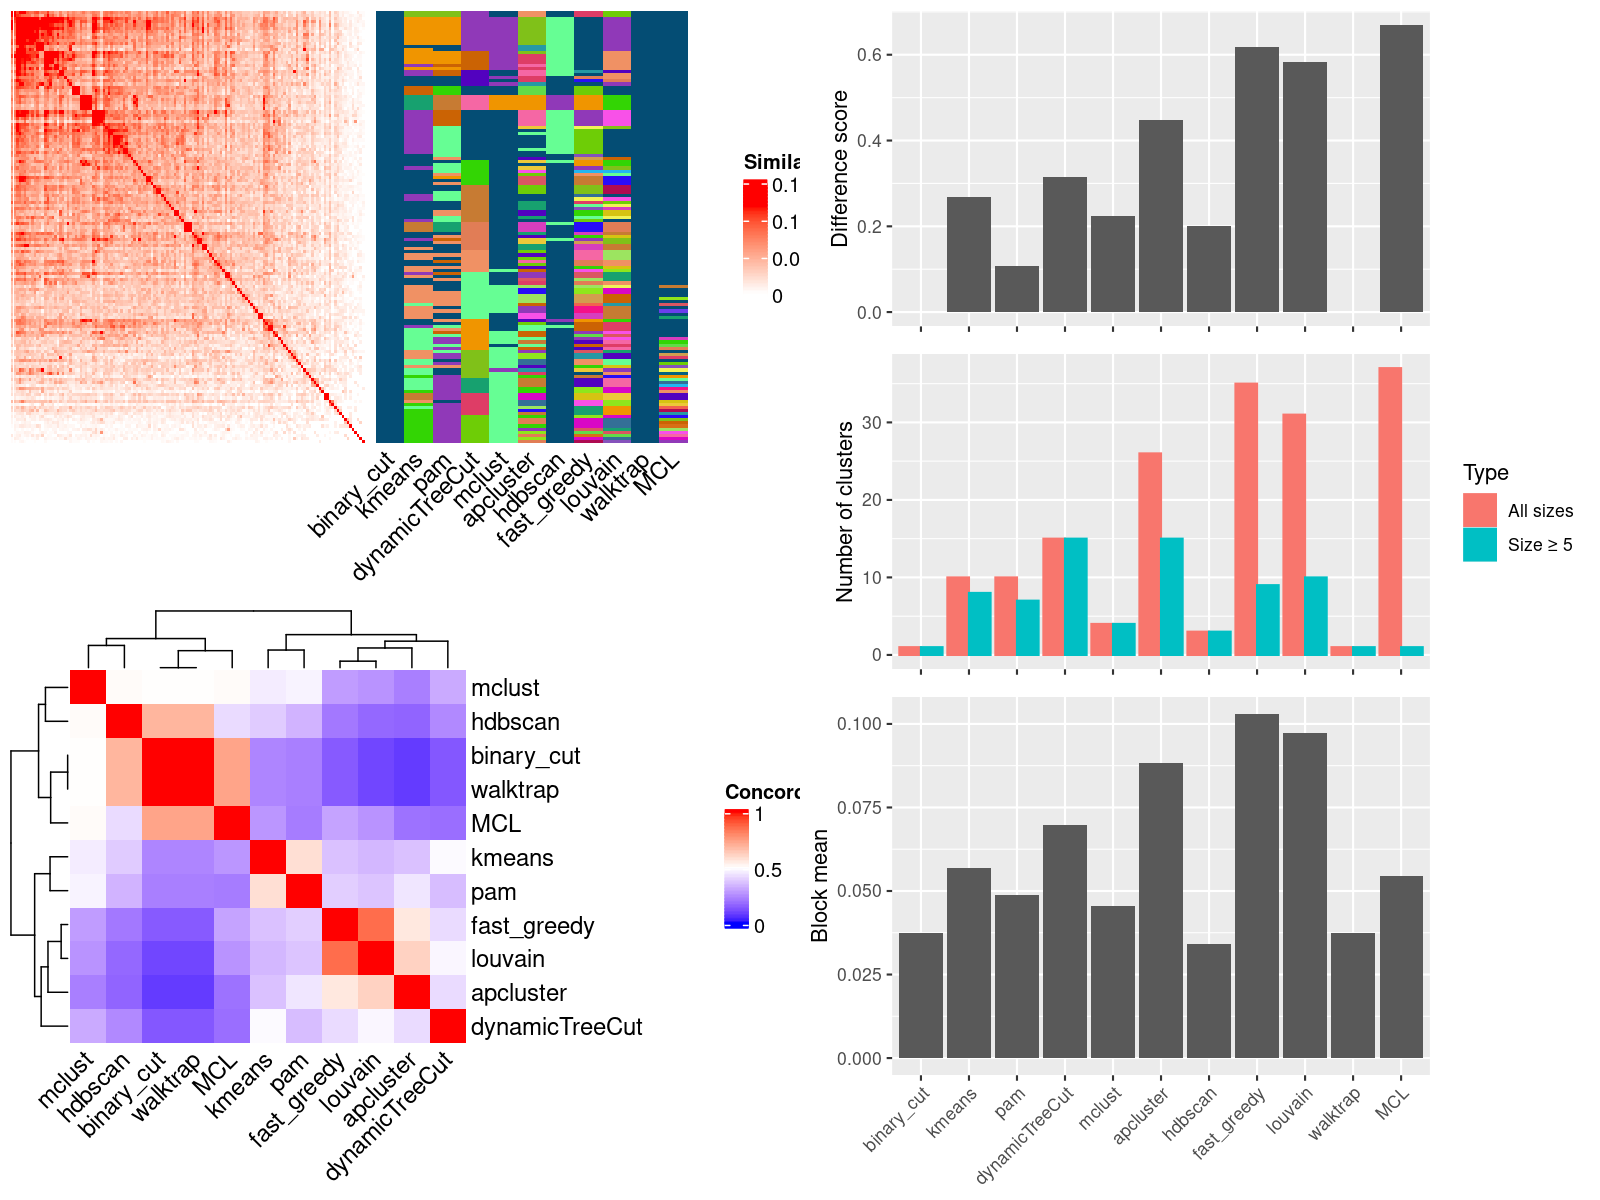 Simila
0.1
0.1
0.0
0
binary_cut
kmeans
pam
dynamicTreeCut
mclust
apcluster
hdbscan
fast_greedy
louvain
walktrap
MCL
mclust
hdbscan
binary_cut
walktrap
MCL
kmeans
pam
fast_greedy
louvain
apcluster
dynamicTreeCut
mclust
hdbscan
binary_cut
walktrap
MCL
kmeans
pam
fast_greedy
louvain
apcluster
dynamicTreeCut
Concord
1
0.5
0
Difference score
0.6
0.4
0.2
0.0
Number of clusters
30
20
10
0
Type
All sizes
Size ≥ 5
Block mean
0.100
0.075
0.050
0.025
0.000
binary_cut
kmeans
pam
dynamicTreeCut
mclust
apcluster
hdbscan
fast_greedy
louvain
walktrap
MCL